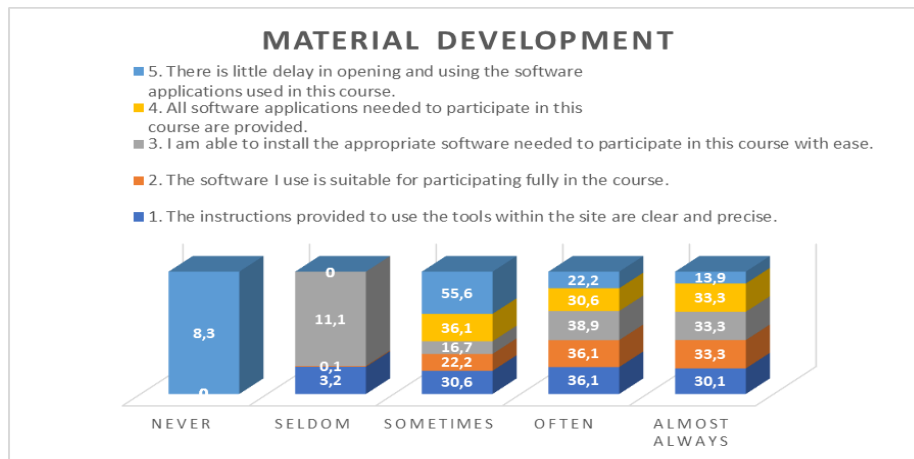 MATERIAL DEVELOPMENT
5. There is little delay in opening and using the software
applications used in this course.
4. All software applications needed to participate in this
course are provided.
3. I am able to install the appropriate software needed to participate in this course with ease.
2. The software I use is suitable for participating fully in the course.
1. The instructions provided to use the tools within the site are clear and precise.
0 55,6 22,2 13,9
8,3 11,1 36,1 30,6 33,3
16,7 38,9 33,3
0,1 22,2 36,1 33,3
0 3,2 30,6 36,1 30,1
NEVER SELDOM SOMETIMES OFTEN ALMOST
ALWAYS